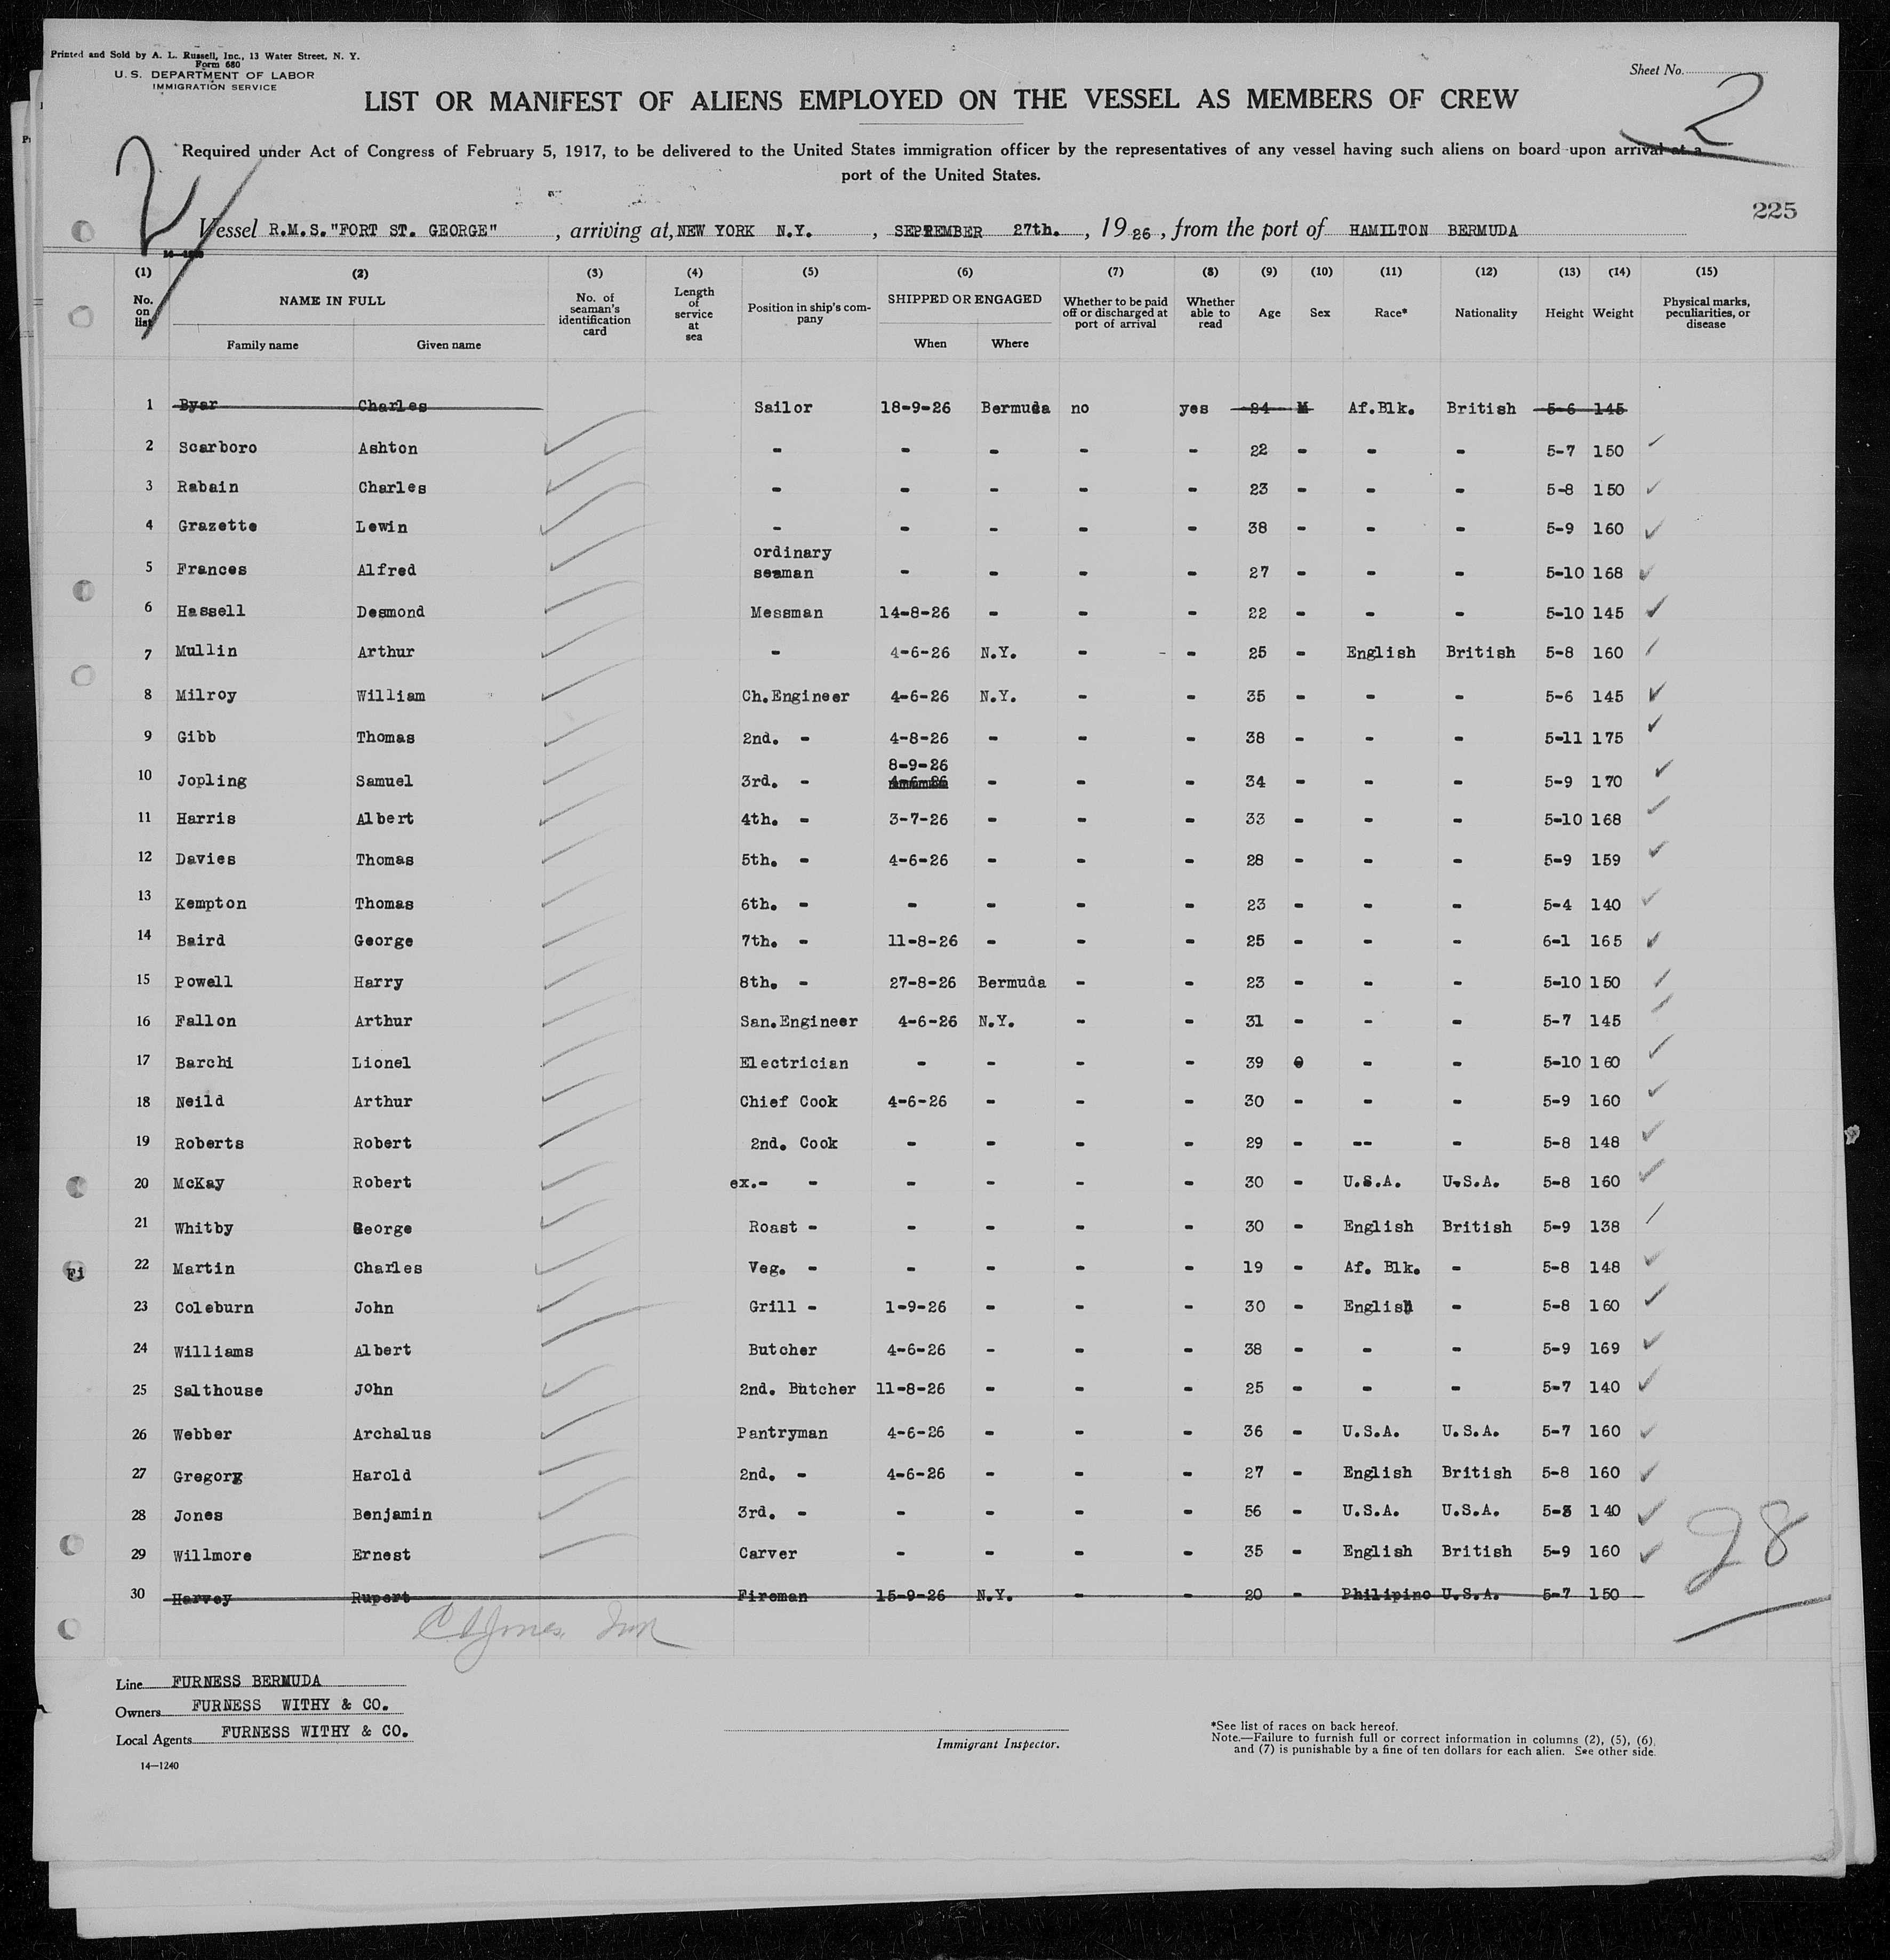 Printed and Sold by A. L. Russell, Inc., 13 Water Street, N. Y.
Form 680
U. S. DEPARTMENT OF LABOR
IMMIGRATION SERVICE
Sheet No.
2
LIST OR MANIFEST OF ALIENS EMPLOYED ON THE VESSEL AS MEMBERS OF CREW
Required under Act of Congress of February 5, 1917, to be delivered to the United States immigration officer by the representatives of any vessel having such aliens on board upon arrival at a
port of the United States.
225
Vessel R.M.S."FORT ST. GEORGE" , arriving at, NEW YORK N.Y. , SEPTEMBER 27th. , 19 26 , from the port of HAMILTON BERMUDA
(1) (2) (3) (4) (5) (6) (7) (8) (9) (10) (11) (12) (13) (14) (15)
No. on list NAME IN FULL Family name Given name No. of seaman's identification card Length of service at sea Position in ship's company SHIPPED OR ENGAGED When Where Whether to be paid off or discharged at port of arrival Whether able to read Age Sex Race* Nationality Height Weight Physical marks, peculiarities, or disease
1 Byar Charles Sailor 18-9-26 Bermuda no yes 24 M Af.Blk. British 5-6 145
2 Scarboro Ashton - - - - - 22 - - - 5-7 150
3 Rabain Charles - - - - - 23 - - - 5-8 150
4 Grazette Lewin - - - - - 38 - - - 5-9 160
5 Frances Alfred ordinary seaman - - - - 27 - - - 5-10 168
6 Hassell Desmond Messman 14-8-26 - - - 22 - - - 5-10 145
7 Mullin Arthur - 4-6-26 N.Y. - - 25 - English British 5-8 160
8 Milroy William Ch.Engineer 4-6-26 N.Y. - - 35 - - - 5-6 145
9 Gibb Thomas 2nd. - 4-8-26 - - - 38 - - - 5-11 175
10 Jopling Samuel 3rd. - 8-9-26 4-6-26 - - - 34 - - - 5-9 170
11 Harris Albert 4th. - 3-7-26 - - - 33 - - - 5-10 168
12 Davies Thomas 5th. - 4-6-26 - - - 28 - - - 5-9 159
13 Kempton Thomas 6th. - - - - - 23 - - - 5-4 140
14 Baird George 7th. - 11-8-26 - - - 25 - - - 6-1 165
15 Powell Harry 8th. - 27-8-26 Bermuda - - 23 - - - 5-10 150
16 Fallon Arthur San.Engineer 4-6-26 N.Y. - - 31 - - - 5-7 145
17 Barchi Lionel Electrician - - - - 39 - - - 5-10 160
18 Neild Arthur Chief Cook 4-6-26 - - - 30 - - - 5-9 160
19 Roberts Robert 2nd. Cook - - - - 29 - -- - 5-8 148
20 McKay Robert ex.- - - - - - 30 - U.S.A. U.S.A. 5-8 160
21 Whitby George Roast - - - - - 30 - English British 5-9 138
22 Martin Charles Veg. - - - - - 19 - Af. Blk. - 5-8 148
23 Coleburn John Grill - 1-9-26 - - - 30 - English - 5-8 160
24 Williams Albert Butcher 4-6-26 - - - 38 - - - 5-9 169
25 Salthouse John 2nd. Butcher 11-8-26 - - - 25 - - - 5-7 140
26 Webber Archalus Pantryman 4-6-26 - - - 36 - U.S.A. U.S.A. 5-7 160
27 Gregory Harold 2nd. - 4-6-26 - - - 27 - English British 5-8 160
28 Jones Benjamin 3rd. - - - - - 56 - U.S.A. U.S.A. 140
29 Willmore Ernest Carver - - - - 35 - English British 5-9 160
30 Harvey Rupert Fireman 15-9-26 N.Y. - - 20 - Philipino U.S.A. 5-7 150
28
Line FURNESS BERMUDA
Owners FURNESS WITHY & CO.
Local Agents FURNESS WITHY & CO.
14—1240
Immigrant Inspector.
*See list of races on back hereof.
Note.—Failure to furnish full or correct information in columns (2), (5), (6),
and (7) is punishable by a fine of ten dollars for each alien. See other side.